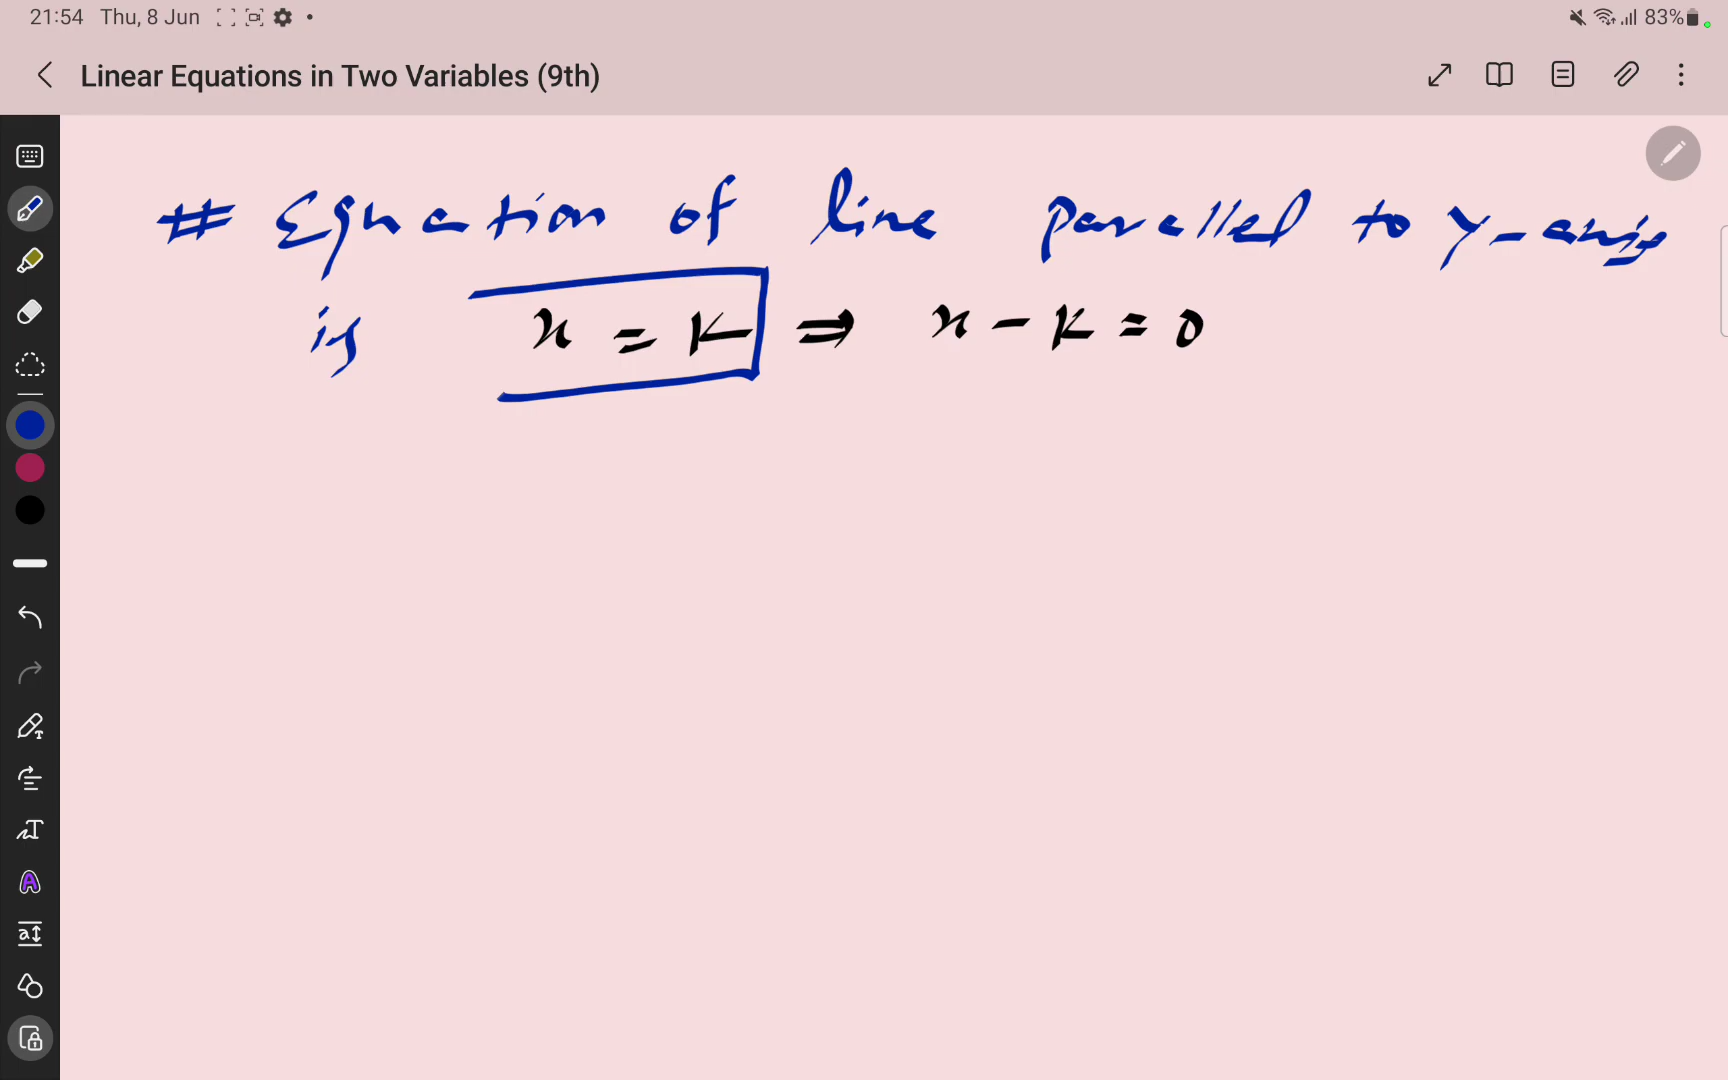 21:54 Thu, 8 Jun 83%
Linear Equations in Two Variables (9th)
# Equation of line parallel to y-axis
is x = K ⇒ x - K = 0